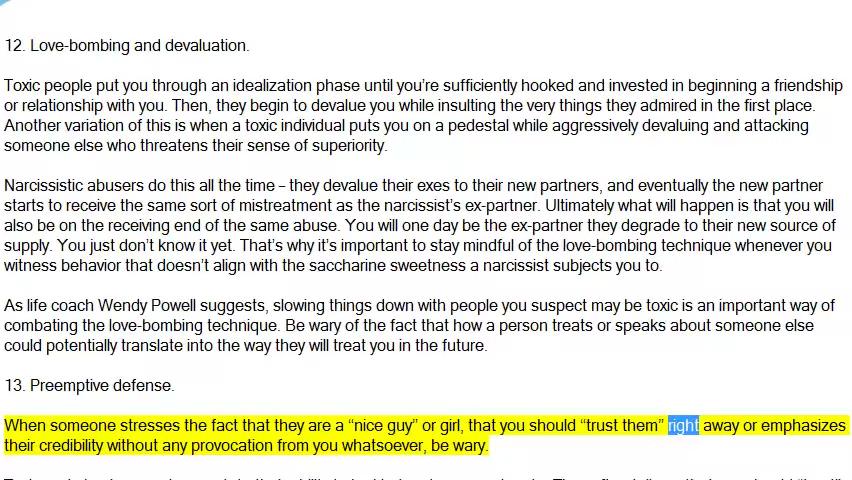 12. Love-bombing and devaluation.
Toxic people put you through an idealization phase until you’re sufficiently hooked and invested in beginning a friendship
or relationship with you. Then, they begin to devalue you while insulting the very things they admired in the first place.
Another variation of this is when a toxic individual puts you on a pedestal while aggressively devaluing and attacking
someone else who threatens their sense of superiority.
Narcissistic abusers do this all the time – they devalue their exes to their new partners, and eventually the new partner
starts to receive the same sort of mistreatment as the narcissist’s ex-partner. Ultimately what will happen is that you will
also be on the receiving end of the same abuse. You will one day be the ex-partner they degrade to their new source of
supply. You just don’t know it yet. That’s why it’s important to stay mindful of the love-bombing technique whenever you
witness behavior that doesn’t align with the saccharine sweetness a narcissist subjects you to.
As life coach Wendy Powell suggests, slowing things down with people you suspect may be toxic is an important way of
combating the love-bombing technique. Be wary of the fact that how a person treats or speaks about someone else
could potentially translate into the way they will treat you in the future.
13. Preemptive defense.
When someone stresses the fact that they are a “nice guy” or girl, that you should “trust them” right away or emphasizes
their credibility without any provocation from you whatsoever, be wary.